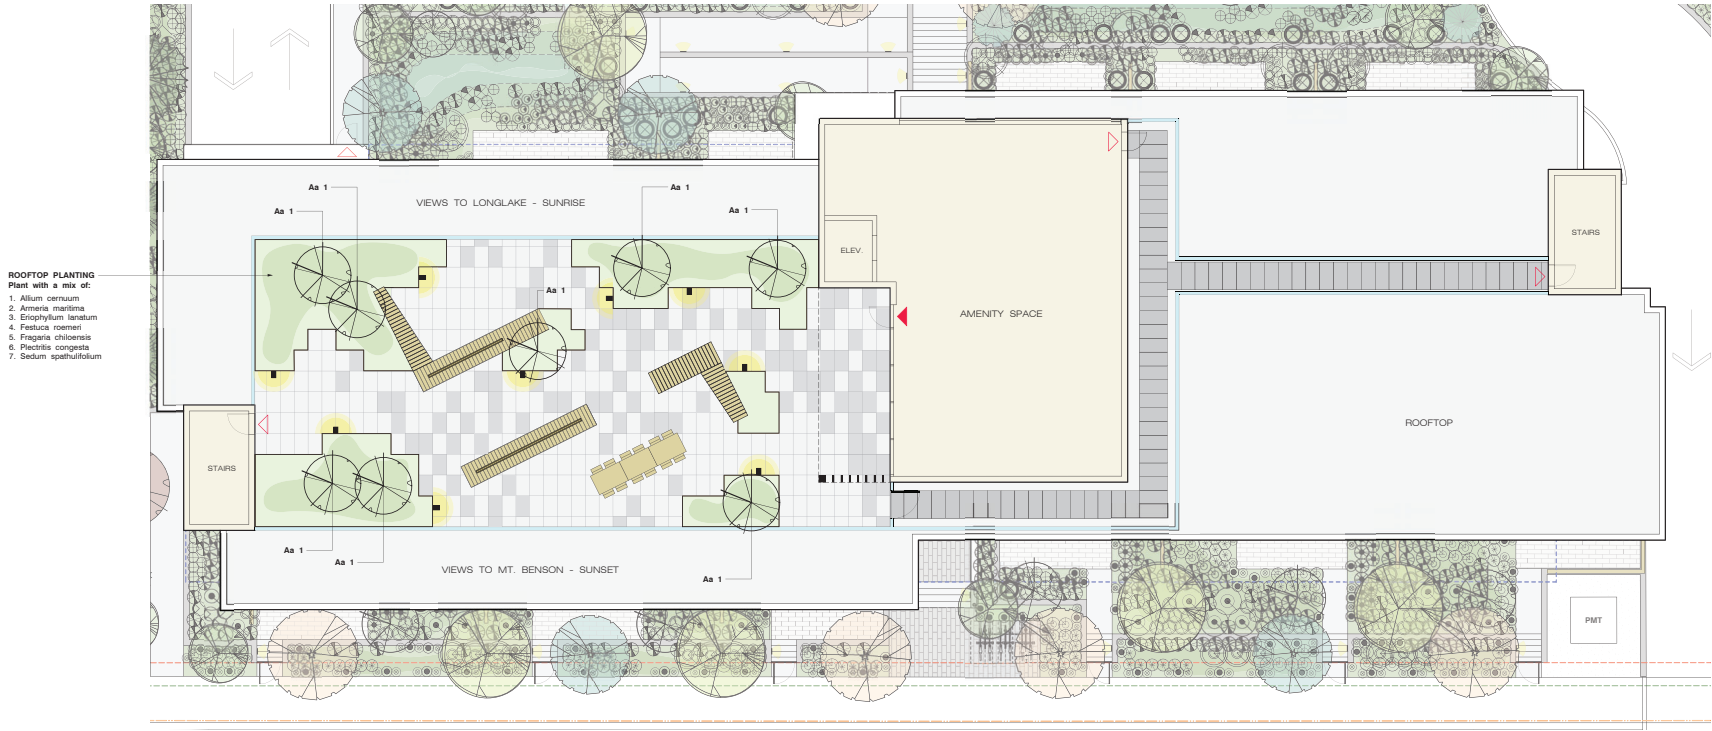 Aa 1
Aa 1
VIEWS TO LONGLAKE - SUNRISE
Aa 1
Aa 1
ELEV.
STAIRS
ROOFTOP PLANTING
Plant with a mix of:
1. Allium cernuum
2. Armeria maritima
3. Eriophyllum lanatum
4. Festuca roemeri
5. Fragaria chiloensis
6. Plectritis congesta
7. Sedum spathulifolium
Aa 1
AMENITY SPACE
ROOFTOP
STAIRS
Aa 1
Aa 1
VIEWS TO MT. BENSON - SUNSET
Aa 1
PMT